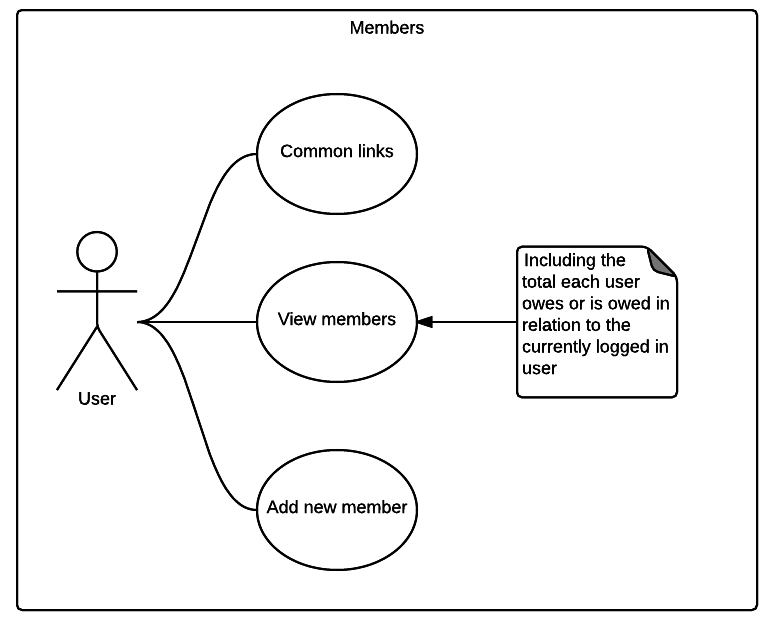 Members
Common links
View members
Including the
total each user
owes or is owed in
relation to the
currently logged in
user
User
Add new member